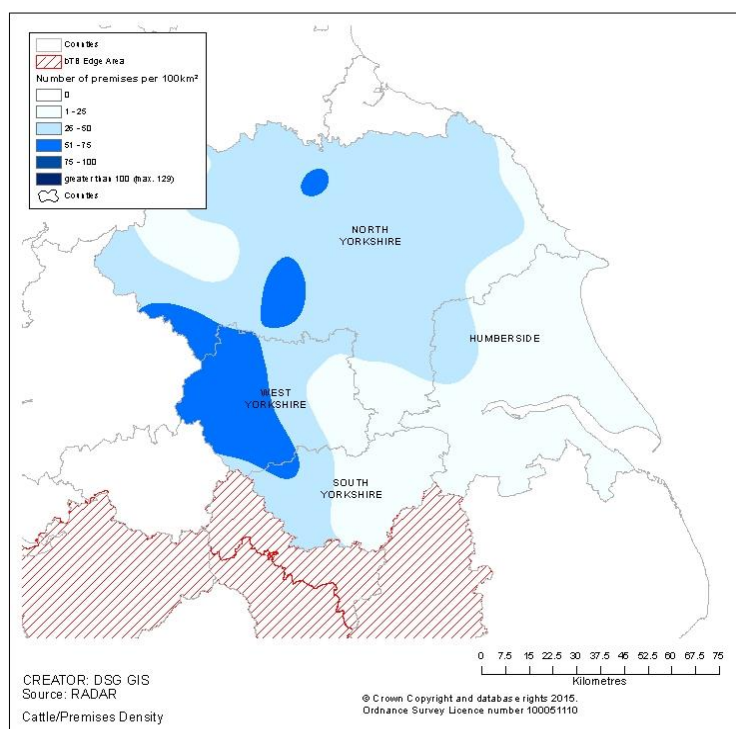 Counties
bTB Edge Area
Number of premises per 100km²
0
1 - 25
26 - 50
51 - 75
75 - 100
greater than 100 (max. 129)
Counties
NORTH
YORKSHIRE
HUMBERSIDE
WEST
YORKSHIRE
SOUTH
YORKSHIRE
0 7.5 15 22.5 30 37.5 45 52.5 60 67.5 75
Kilometres
CREATOR: DSG GIS
Source: RADAR
Cattle/Premises Density
© Crown Copyright and database rights 2015.
Ordnance Survey Licence number 100051110